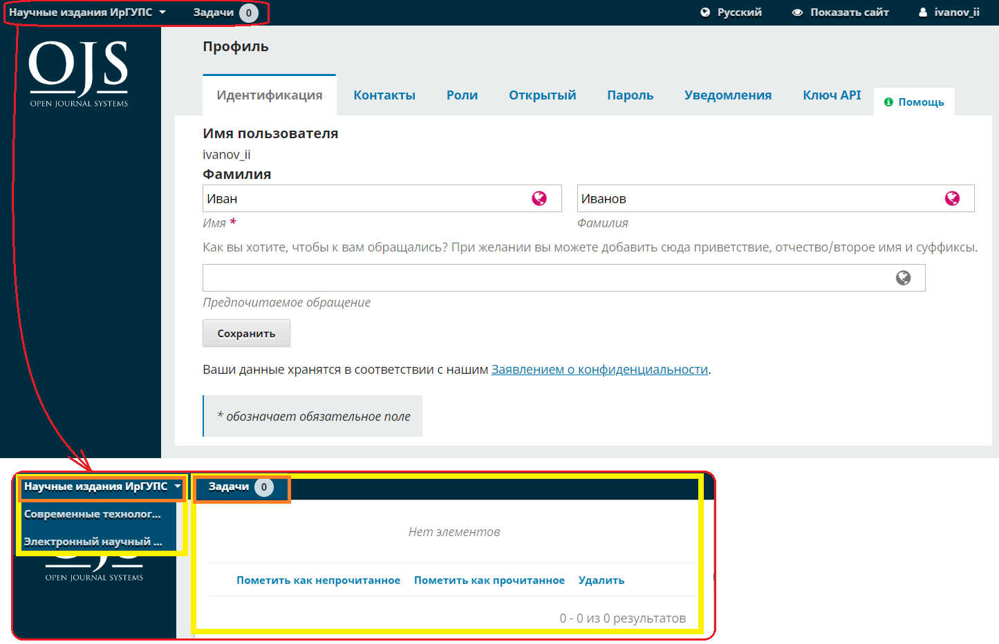 Научные издания ИрГУПС Задачи 0 Русский Показать сайт ivanov_ii
OJS
OPEN JOURNAL SYSTEMS
Профиль
Идентификация Контакты Роли Открытый Пароль Уведомления Ключ API Помощь
Имя пользователя
ivanov_ii
Фамилия
Иван Иванов
Имя * Фамилия
Как вы хотите, чтобы к вам обращались? При желании вы можете добавить сюда приветствие, отчество/второе имя и суффиксы.
Предпочитаемое обращение
Сохранить
Ваши данные хранятся в соответствии с нашим Заявлением о конфиденциальности.
* обозначает обязательное поле
Научные издания ИрГУПС Задачи 0
Современные технолог...
Электронный научный ...
OPEN JOURNAL SYSTEMS
Нет элементов
Пометить как непрочитанное Пометить как прочитанное Удалить
0 - 0 из 0 результатов